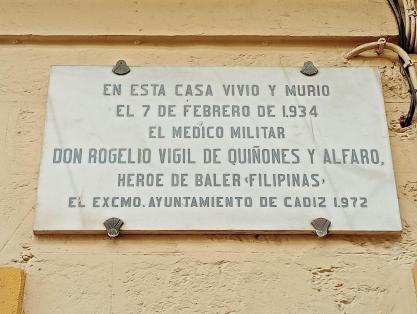 EN ESTA CASA VIVIO Y MURIO
EL 7 DE FEBRERO DE 1.934
EL MEDICO MILITAR
DON ROGELIO VIGIL DE QUIÑONES Y ALFARO,
HEROE DE BALER (FILIPINAS)
EL EXCMO. AYUNTAMIENTO DE CADIZ 1.972